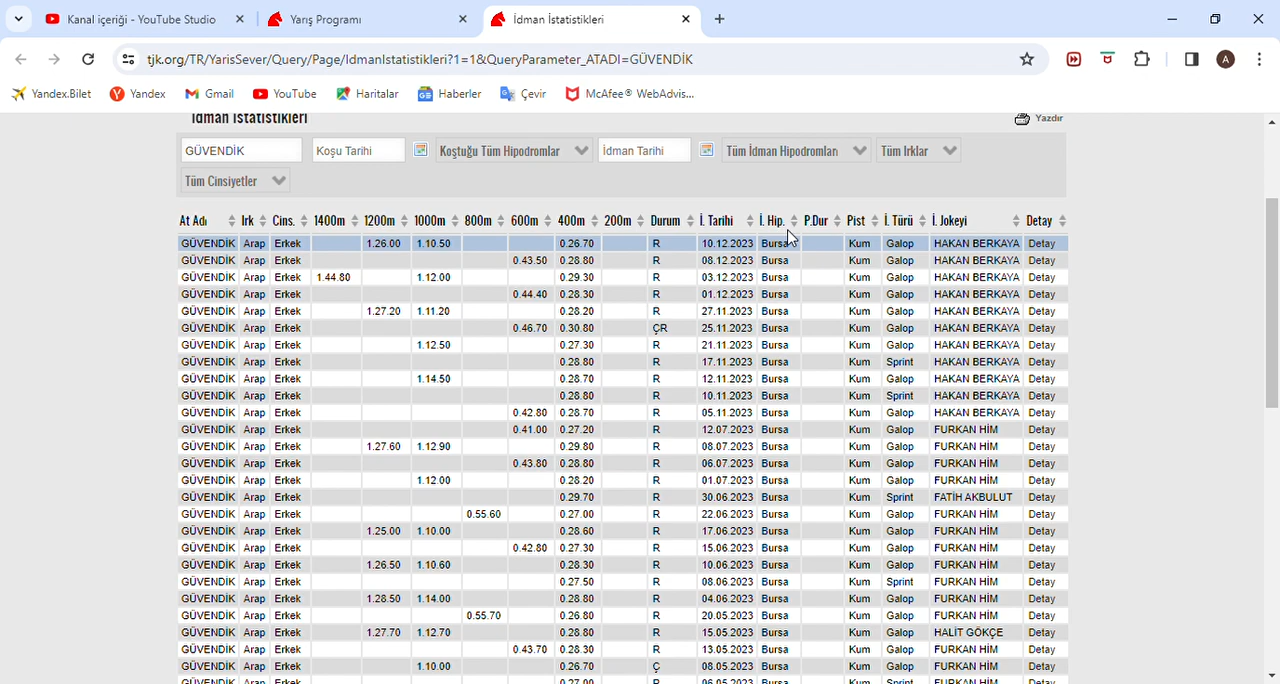 Kanal içeriği - YouTube Studio
Yarış Programı
İdman İstatistikleri
tjk.org/TR/YarisSever/Query/Page/IdmanIstatistikleri?1=1&QueryParameter_ATADI=GÜVENDİK
A
Yandex.Bilet
Yandex
Gmail
YouTube
Haritalar
Haberler
Çevir
McAfee® WebAdvis...
İdman İstatistikleri
Yazdır
GÜVENDİK Koşu Tarihi Koştuğu Tüm Hipodromlar İdman Tarihi Tüm İdman Hipodromları Tüm Irklar
Tüm Cinsiyetler
At Adı Irk Cins. 1400m 1200m 1000m 800m 600m 400m 200m Durum İ. Tarihi İ. Hip. P.Dur Pist İ. Türü İ. Jokeyi Detay
GÜVENDİK Arap Erkek 1.26.00 1.10.50 0.26.70 R 10.12.2023 Bursa Kum Galop HAKAN BERKAYA Detay
GÜVENDİK Arap Erkek 0.43.50 0.28.80 R 08.12.2023 Bursa Kum Galop HAKAN BERKAYA Detay
GÜVENDİK Arap Erkek 1.44.80 1.12.00 0.29.30 R 03.12.2023 Bursa Kum Galop HAKAN BERKAYA Detay
GÜVENDİK Arap Erkek 0.44.40 0.28.30 R 01.12.2023 Bursa Kum Galop HAKAN BERKAYA Detay
GÜVENDİK Arap Erkek 1.27.20 1.11.20 0.28.20 R 27.11.2023 Bursa Kum Galop HAKAN BERKAYA Detay
GÜVENDİK Arap Erkek 0.46.70 0.30.80 ÇR 25.11.2023 Bursa Kum Galop HAKAN BERKAYA Detay
GÜVENDİK Arap Erkek 1.12.50 0.27.30 R 21.11.2023 Bursa Kum Galop HAKAN BERKAYA Detay
GÜVENDİK Arap Erkek 0.28.80 R 17.11.2023 Bursa Kum Sprint HAKAN BERKAYA Detay
GÜVENDİK Arap Erkek 1.14.50 0.28.70 R 12.11.2023 Bursa Kum Galop HAKAN BERKAYA Detay
GÜVENDİK Arap Erkek 0.28.80 R 10.11.2023 Bursa Kum Sprint HAKAN BERKAYA Detay
GÜVENDİK Arap Erkek 0.42.80 0.28.70 R 05.11.2023 Bursa Kum Galop HAKAN BERKAYA Detay
GÜVENDİK Arap Erkek 0.41.00 0.27.20 R 12.07.2023 Bursa Kum Galop FURKAN HİM Detay
GÜVENDİK Arap Erkek 1.27.60 1.12.90 0.29.80 R 08.07.2023 Bursa Kum Galop FURKAN HİM Detay
GÜVENDİK Arap Erkek 0.43.80 0.28.80 R 06.07.2023 Bursa Kum Galop FURKAN HİM Detay
GÜVENDİK Arap Erkek 1.12.00 0.28.20 R 01.07.2023 Bursa Kum Galop FURKAN HİM Detay
GÜVENDİK Arap Erkek 0.29.70 R 30.06.2023 Bursa Kum Sprint FATİH AKBULUT Detay
GÜVENDİK Arap Erkek 0.55.60 0.27.00 R 22.06.2023 Bursa Kum Galop FURKAN HİM Detay
GÜVENDİK Arap Erkek 1.25.00 1.10.00 0.28.60 R 17.06.2023 Bursa Kum Galop FURKAN HİM Detay
GÜVENDİK Arap Erkek 0.42.80 0.27.30 R 15.06.2023 Bursa Kum Galop FURKAN HİM Detay
GÜVENDİK Arap Erkek 1.26.50 1.10.60 0.28.30 R 10.06.2023 Bursa Kum Galop FURKAN HİM Detay
GÜVENDİK Arap Erkek 0.27.50 R 08.06.2023 Bursa Kum Sprint FURKAN HİM Detay
GÜVENDİK Arap Erkek 1.28.50 1.14.00 0.28.80 R 04.06.2023 Bursa Kum Galop FURKAN HİM Detay
GÜVENDİK Arap Erkek 0.55.70 0.26.80 R 20.05.2023 Bursa Kum Galop FURKAN HİM Detay
GÜVENDİK Arap Erkek 1.27.70 1.12.70 0.28.80 R 15.05.2023 Bursa Kum Galop HALİT GÖKÇE Detay
GÜVENDİK Arap Erkek 0.43.70 0.28.30 R 13.05.2023 Bursa Kum Galop FURKAN HİM Detay
GÜVENDİK Arap Erkek 1.10.00 0.26.70 Ç 08.05.2023 Bursa Kum Galop FURKAN HİM Detay
GÜVENDİK Arap Erkek 0.27.00 R 06.05.2023 Bursa Kum Sprint FURKAN HİM Detay